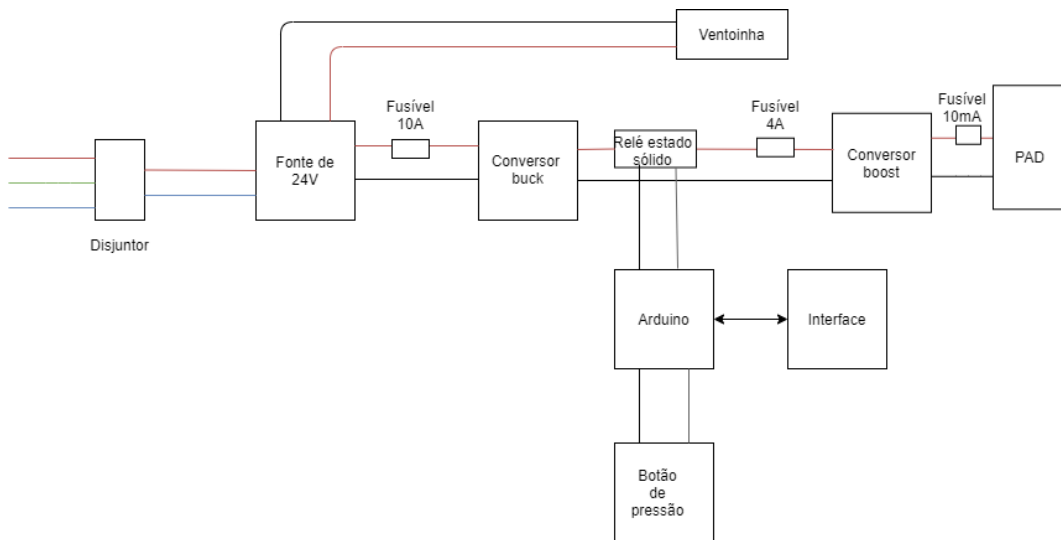 Ventoinha
Fusível
10A
Fusível
4A
Fusível
10mA
Fonte de
24V
Conversor
buck
Relé estado
sólido
Conversor
boost
PAD
Disjuntor
Arduino
Interface
Botão
de
pressão